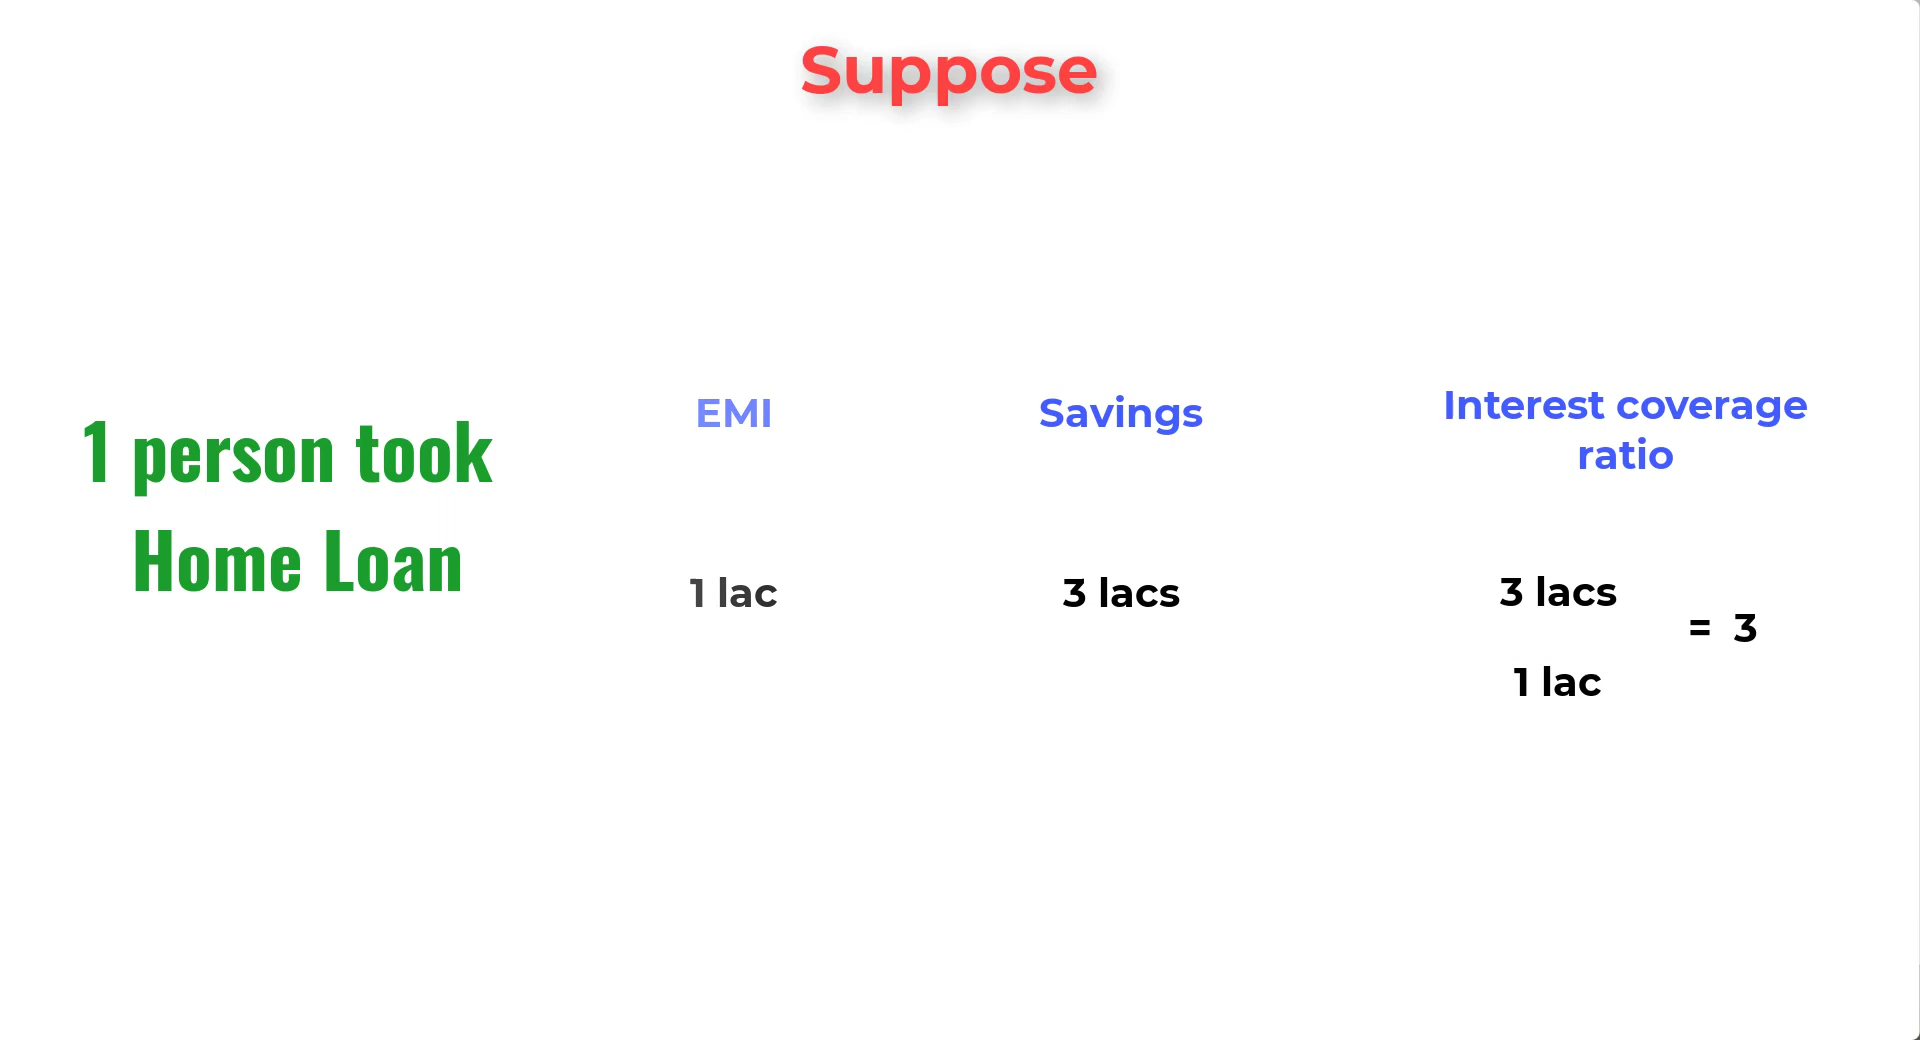 Suppose
1 person took
Home Loan
EMI
1 lac
Savings
3 lacs
Interest coverage
ratio
3 lacs
= 3
1 lac